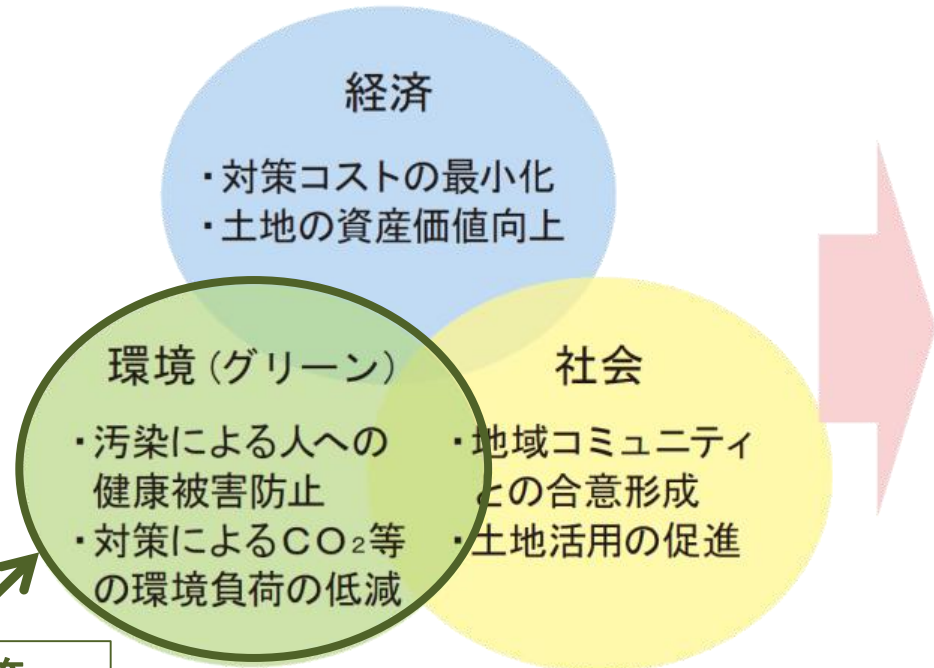 経済
・対策コストの最小化
・土地の資産価値向上
環境(グリーン)
・汚染による人への
健康被害防止
・対策によるCO₂等
の環境負荷の低減
社会
・地域コミュニティ
との合意形成
・土地活用の促進